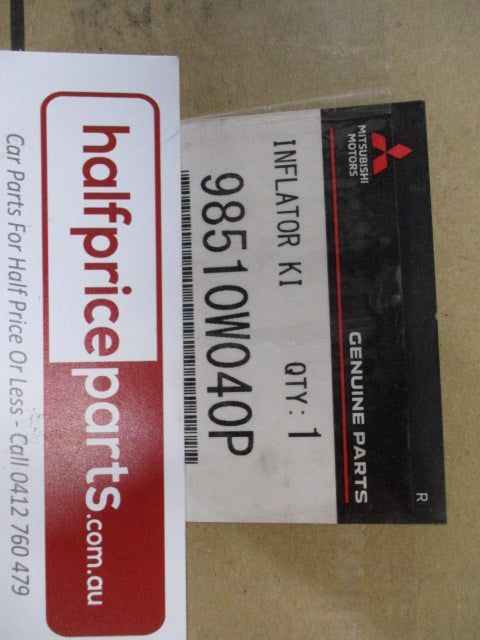 MITSUBISHI
MOTORS
GENUINE PARTS
R
INFLATOR KI QTY: 1
98510W040P
halfpriceparts.com.au
Car Parts For Half Price Or Less - Call 0412 760 479